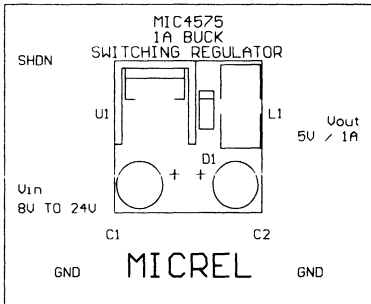 MIC4575
1A BUCK
SWITCHING REGULATOR
SHDN
U1
L1
Vout
5V / 1A
D1
+ +
Vin
8V TO 24V
C1
C2
GND
MICREL
GND